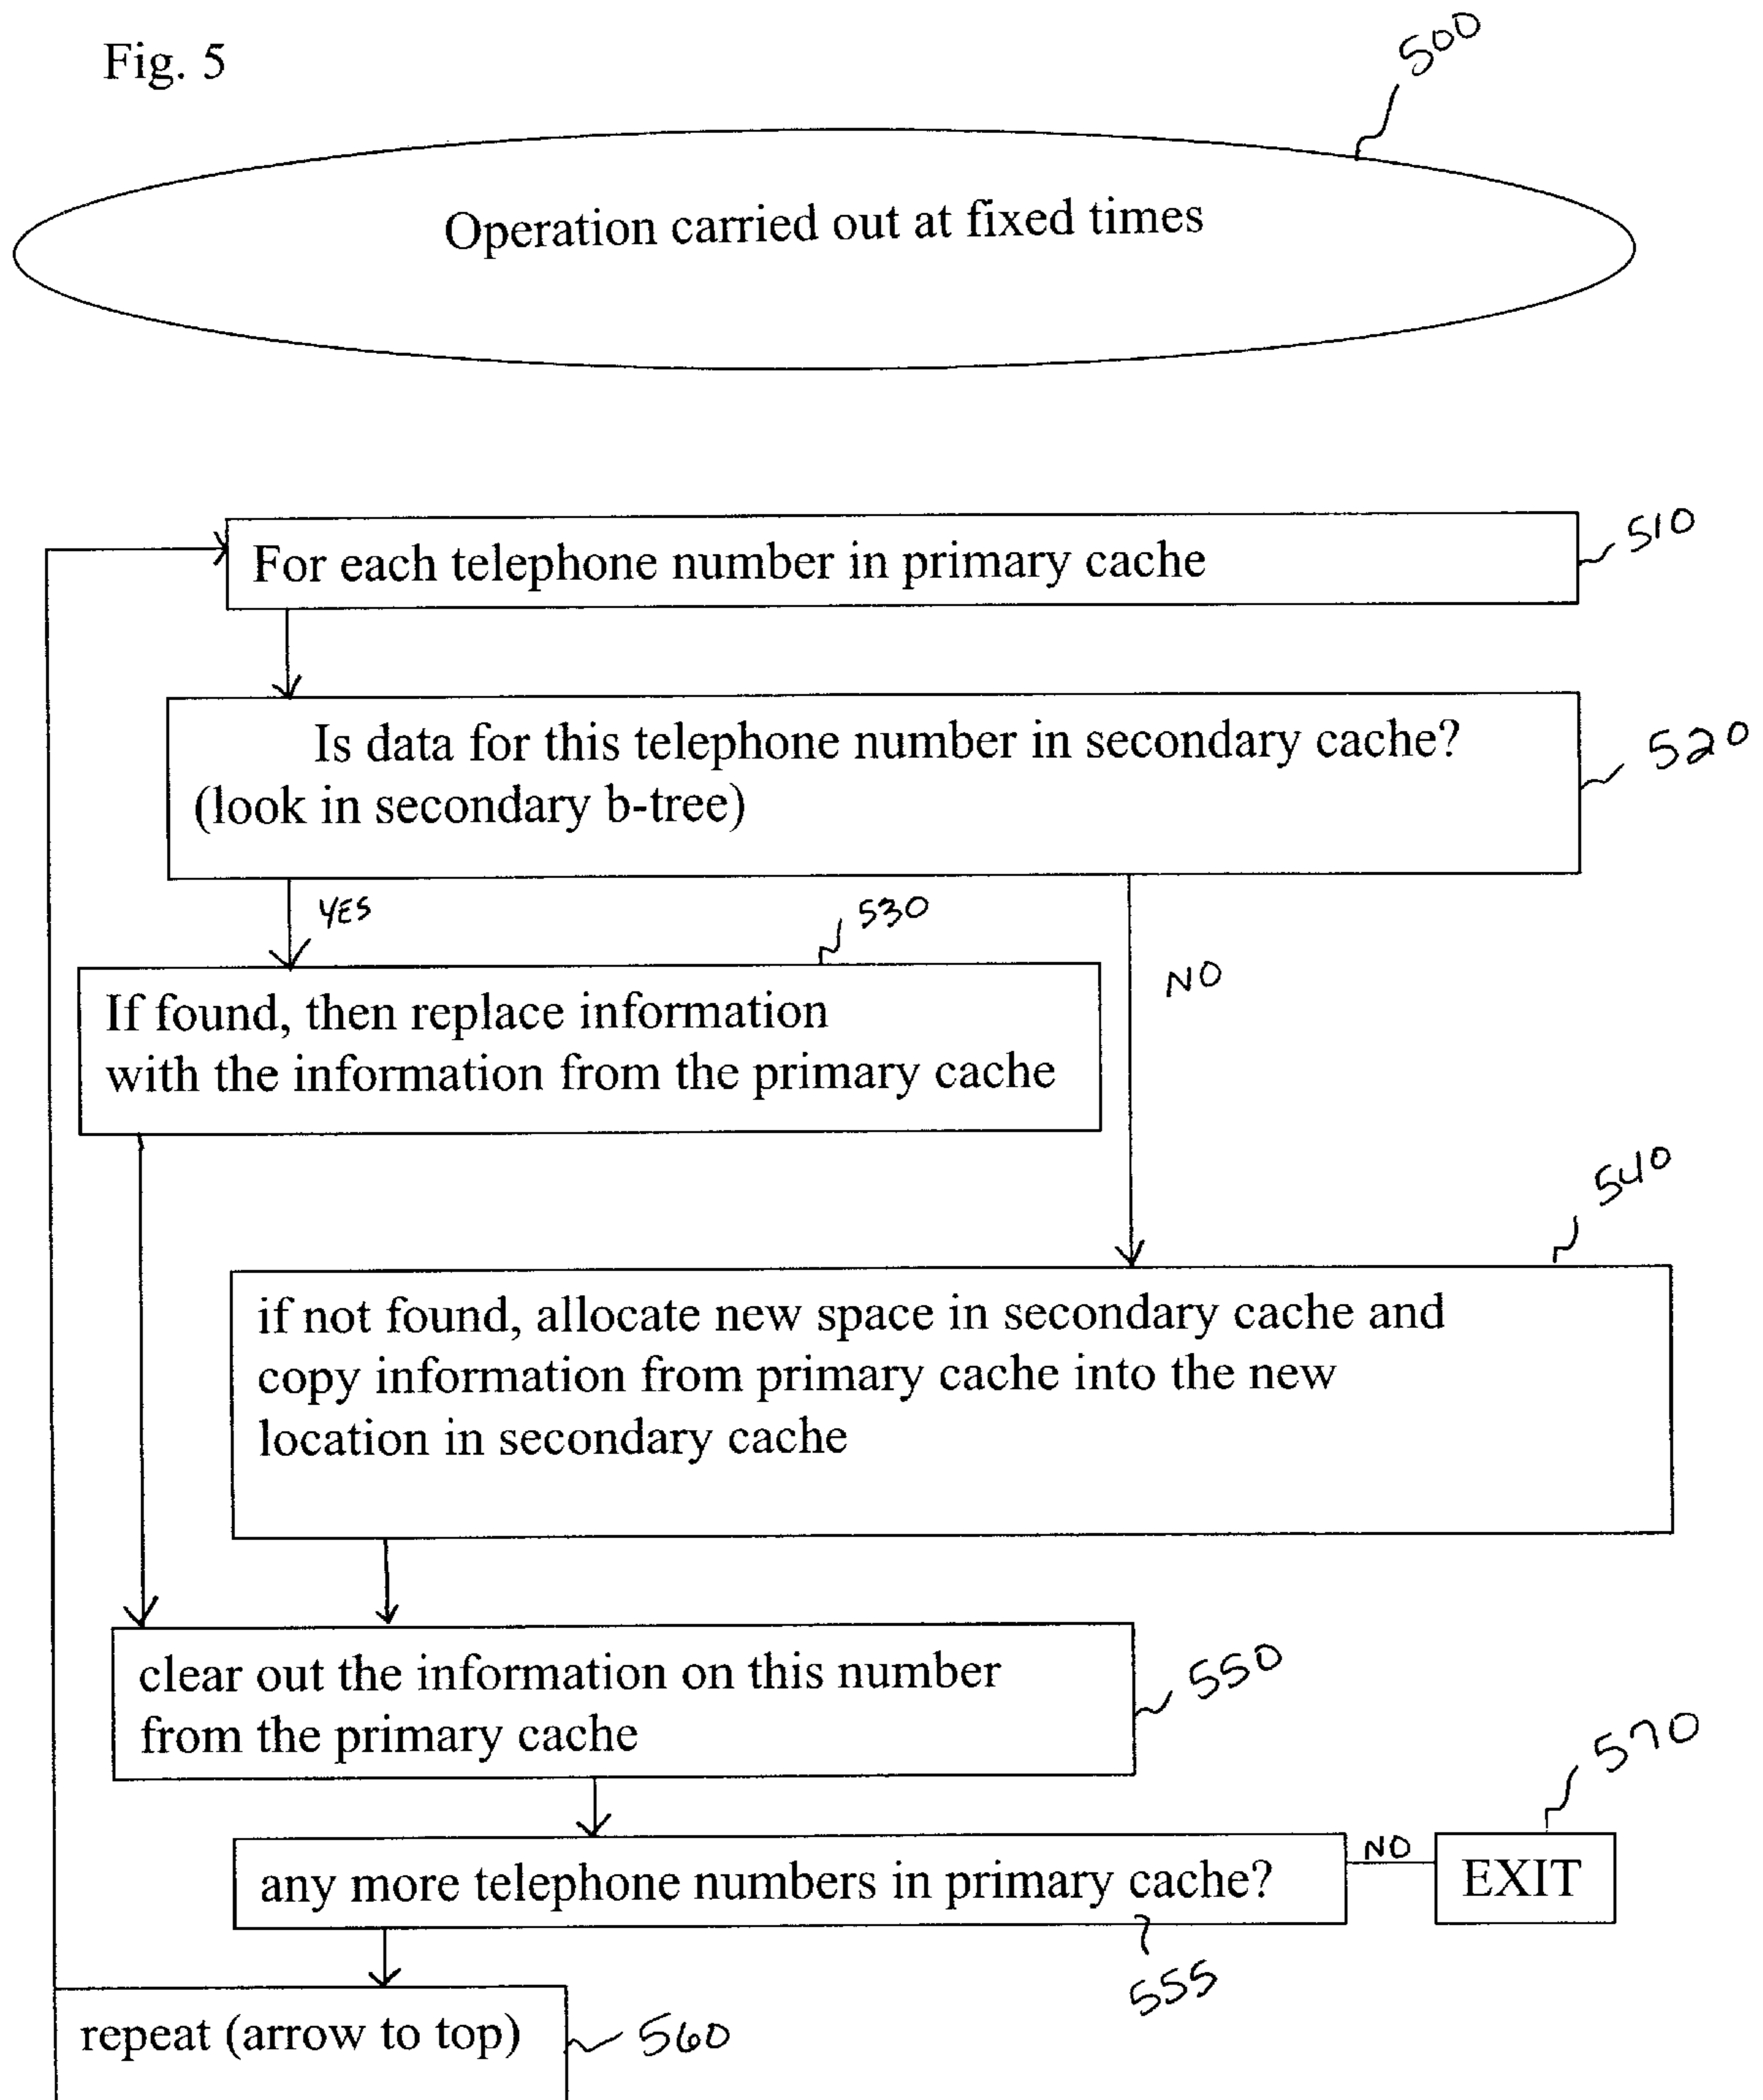 Fig. 5
500
Operation carried out at fixed times
For each telephone number in primary cache
510
Is data for this telephone number in secondary cache?
(look in secondary b-tree)
520
YES
530
NO
If found, then replace information
with the information from the primary cache
540
if not found, allocate new space in secondary cache and
copy information from primary cache into the new
location in secondary cache
clear out the information on this number
from the primary cache
550
570
any more telephone numbers in primary cache?
NO
EXIT
555
repeat (arrow to top)
560